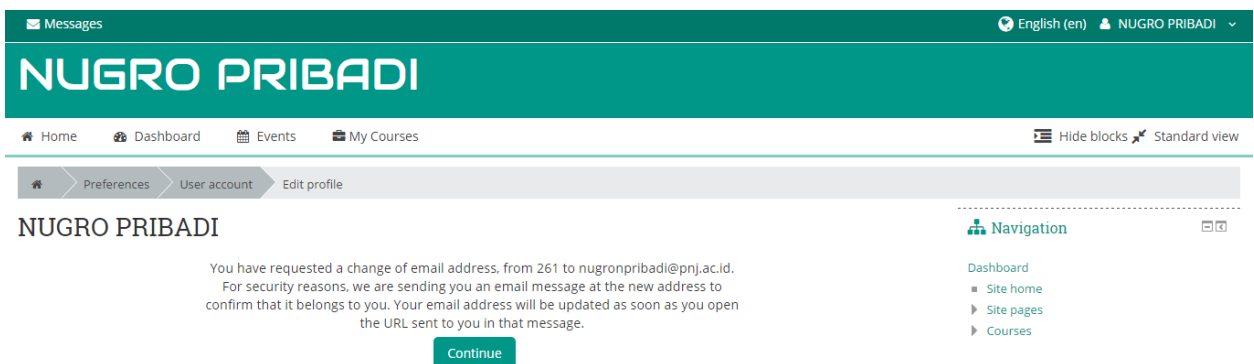 Messages
English (en) NUGRO PRIBADI
NUGRO PRIBADI
Home Dashboard Events My Courses
Hide blocks Standard view
Preferences User account Edit profile
NUGRO PRIBADI
You have requested a change of email address, from 261 to nugronpribadi@pnj.ac.id.
For security reasons, we are sending you an email message at the new address to
confirm that it belongs to you. Your email address will be updated as soon as you open
the URL sent to you in that message.
Continue
Navigation
Dashboard
Site home
Site pages
Courses